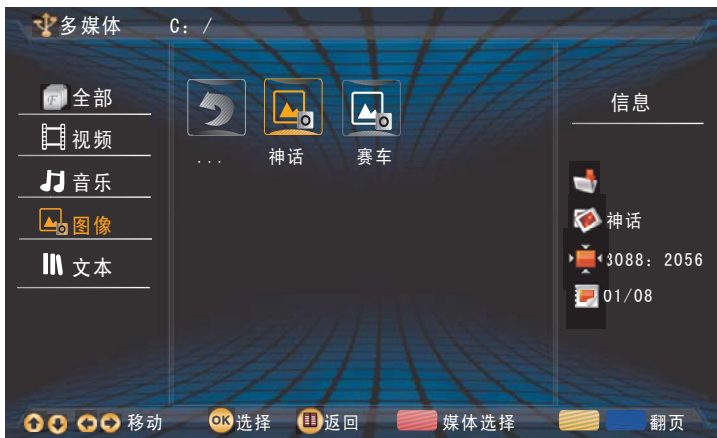 多媒体 C: /
全部
视频
音乐
图像
文本
... 神话 赛车
信息
神话
3088: 2056
01/08
移动 OK 选择 返回 媒体选择 翻页